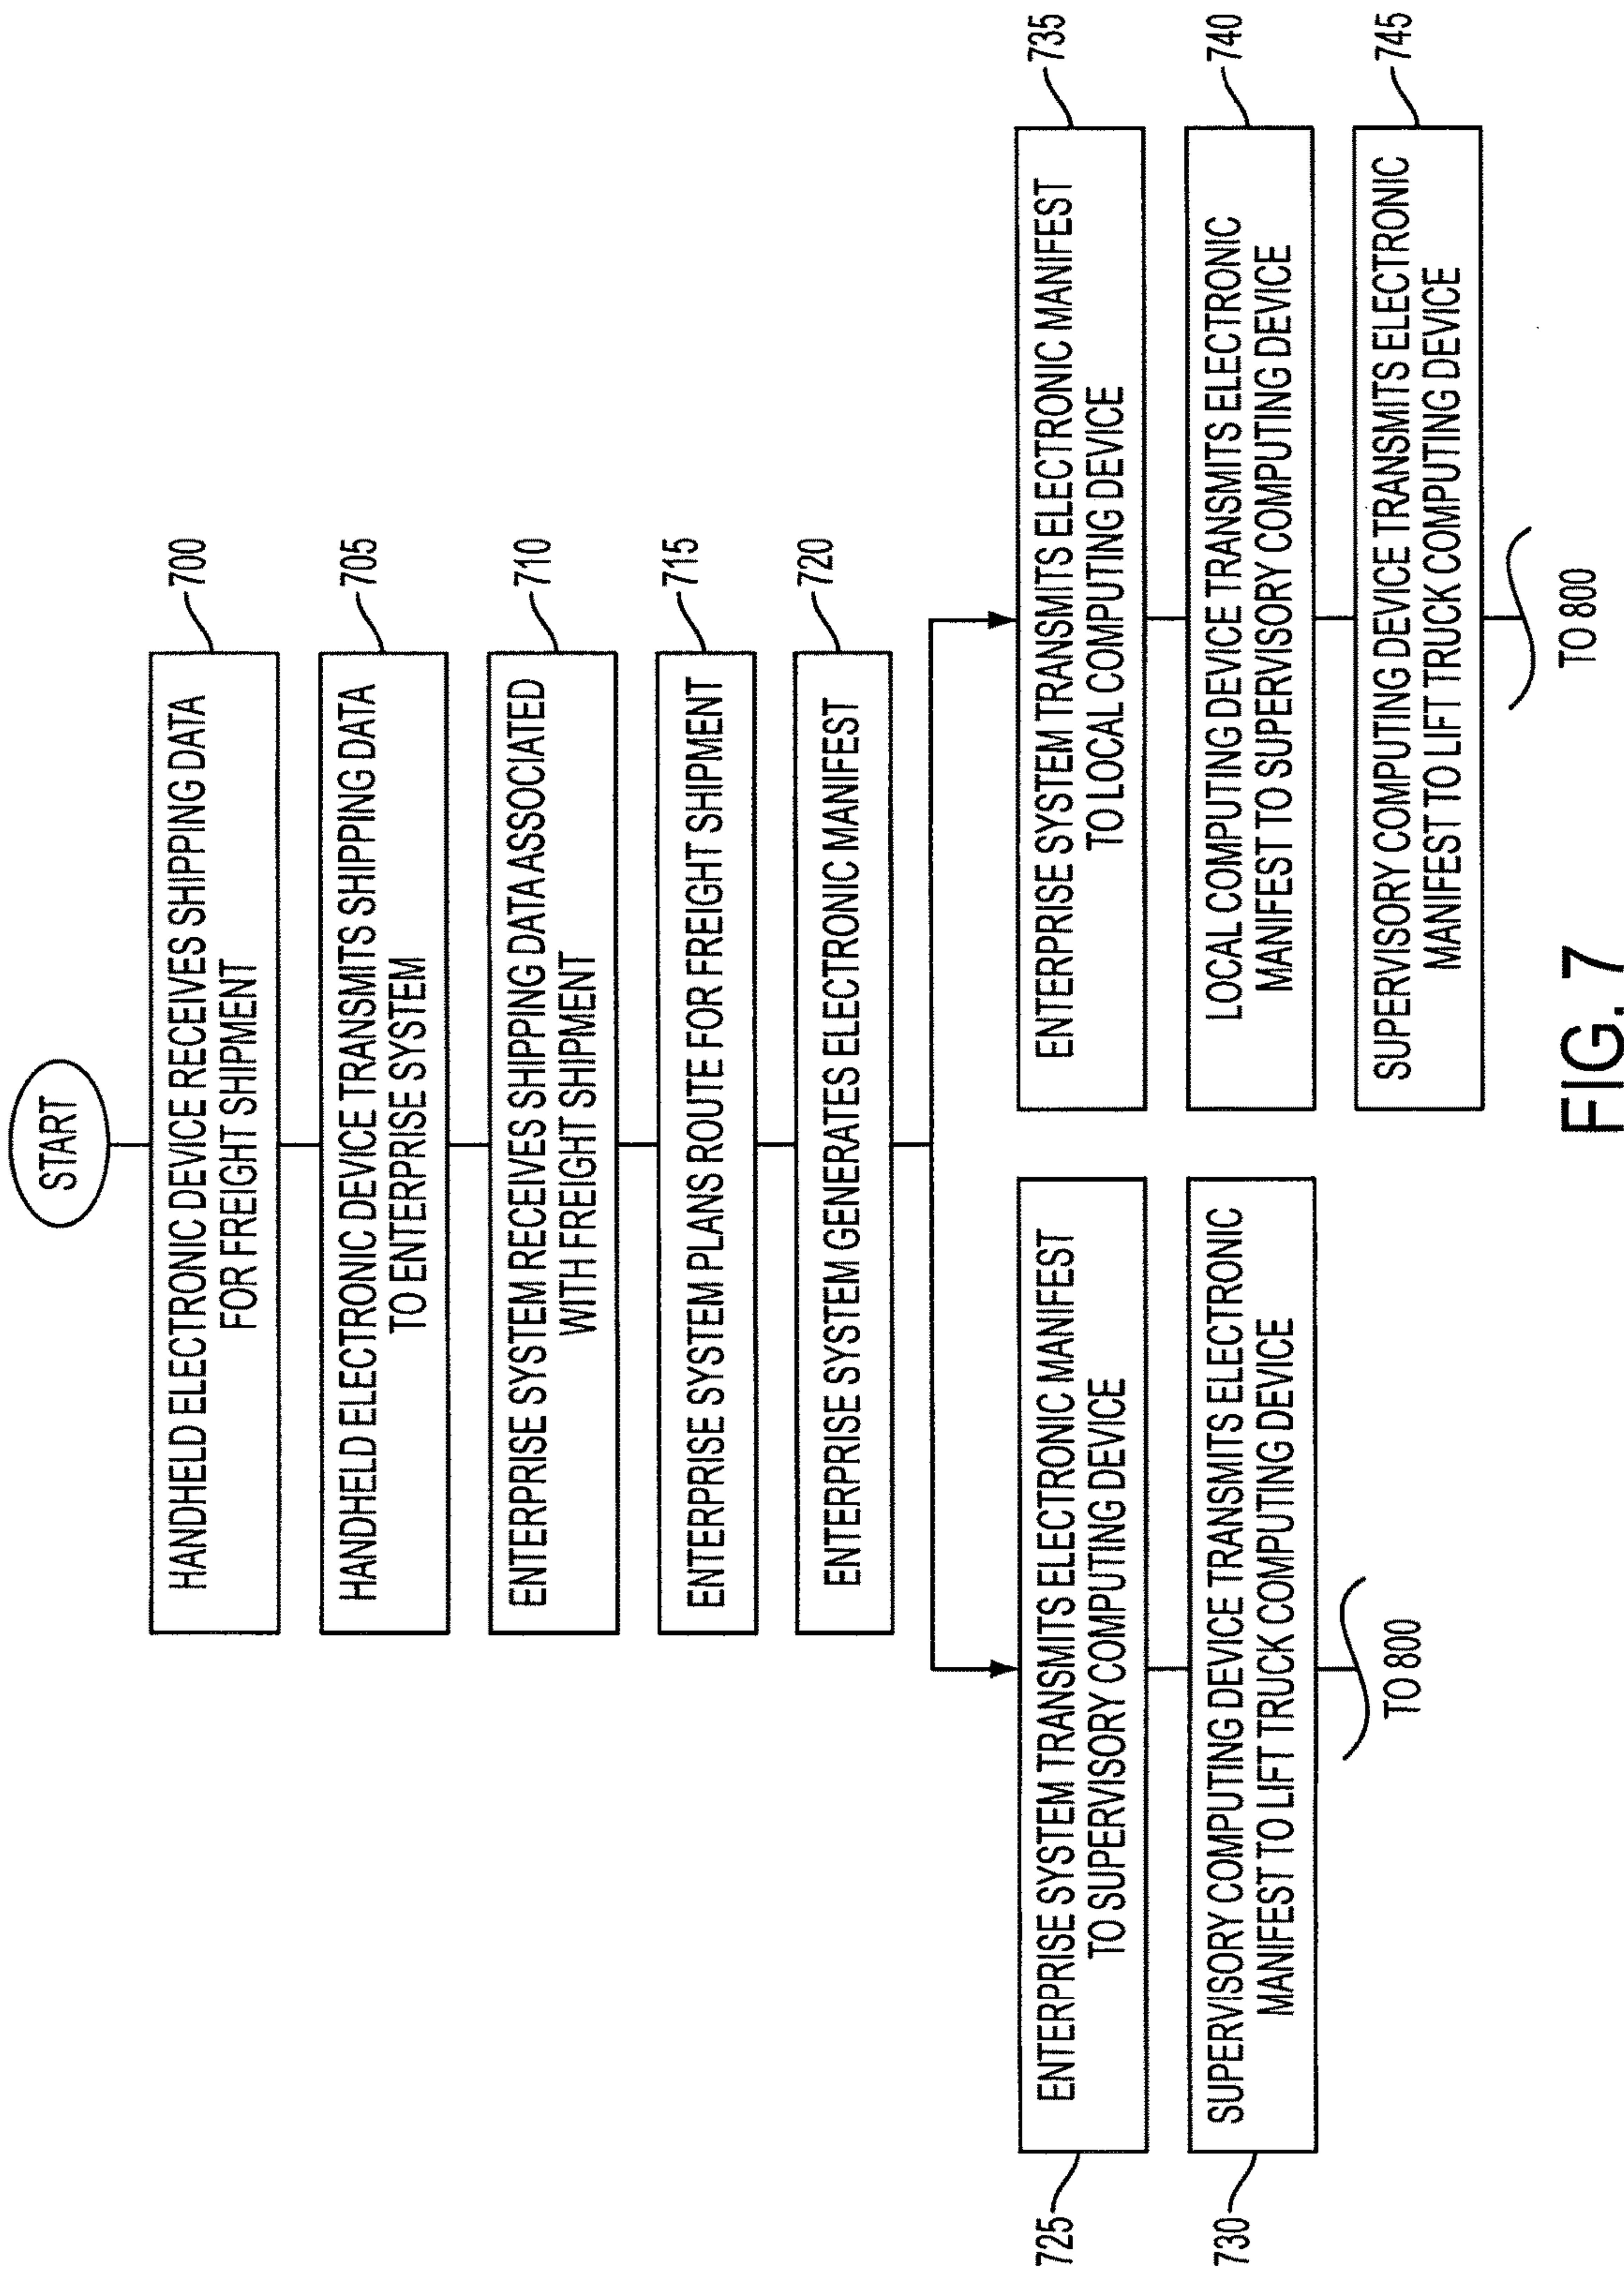 START
HANDHELD ELECTRONIC DEVICE RECEIVES SHIPPING DATA
FOR FREIGHT SHIPMENT
700
HANDHELD ELECTRONIC DEVICE TRANSMITS SHIPPING DATA
TO ENTERPRISE SYSTEM
705
ENTERPRISE SYSTEM RECEIVES SHIPPING DATA ASSOCIATED
WITH FREIGHT SHIPMENT
710
ENTERPRISE SYSTEM PLANS ROUTE FOR FREIGHT SHIPMENT
715
ENTERPRISE SYSTEM GENERATES ELECTRONIC MANIFEST
720
725
ENTERPRISE SYSTEM TRANSMITS ELECTRONIC MANIFEST
TO SUPERVISORY COMPUTING DEVICE
730
SUPERVISORY COMPUTING DEVICE TRANSMITS ELECTRONIC
MANIFEST TO LIFT TRUCK COMPUTING DEVICE
TO 800
ENTERPRISE SYSTEM TRANSMITS ELECTRONIC MANIFEST
TO LOCAL COMPUTING DEVICE
735
LOCAL COMPUTING DEVICE TRANSMITS ELECTRONIC
MANIFEST TO SUPERVISORY COMPUTING DEVICE
740
SUPERVISORY COMPUTING DEVICE TRANSMITS ELECTRONIC
MANIFEST TO LIFT TRUCK COMPUTING DEVICE
745
TO 800
FIG. 7